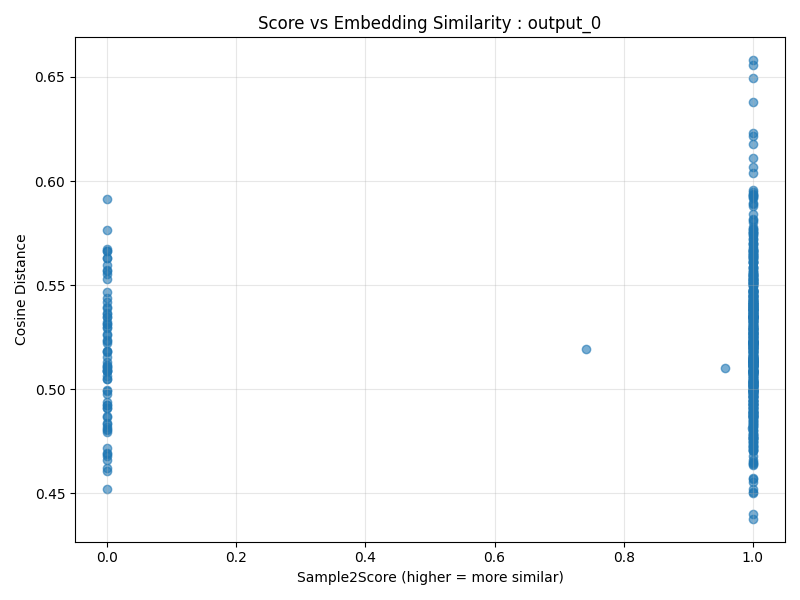 Score vs Embedding Similarity : output_0
Cosine Distance
0.65
0.60
0.55
0.50
0.45
0.0 0.2 0.4 0.6 0.8 1.0
Sample2Score (higher = more similar)